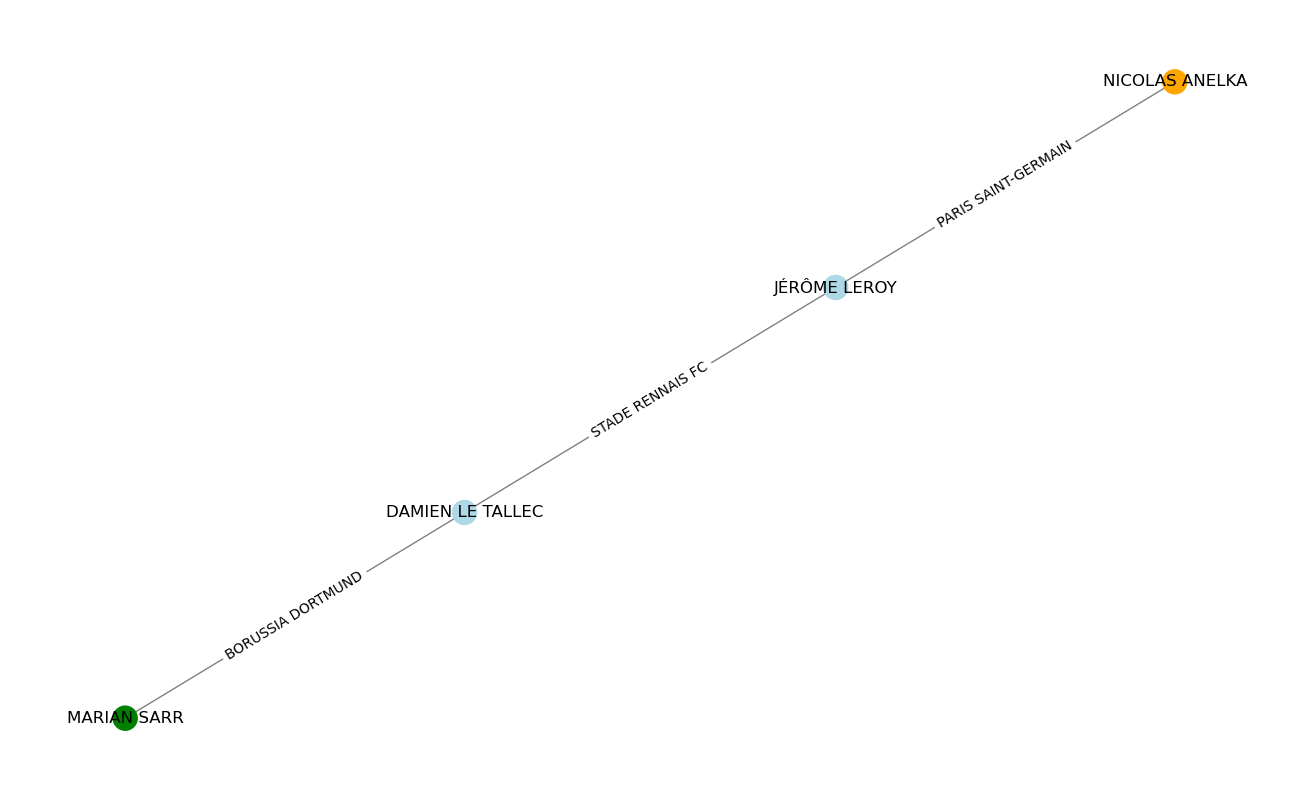 NICOLAS ANELKA
PARIS SAINT-GERMAIN
JÉRÔME LEROY
STADE RENNAIS FC
DAMIEN LE TALLEC
BORUSSIA DORTMUND
MARIAN SARR